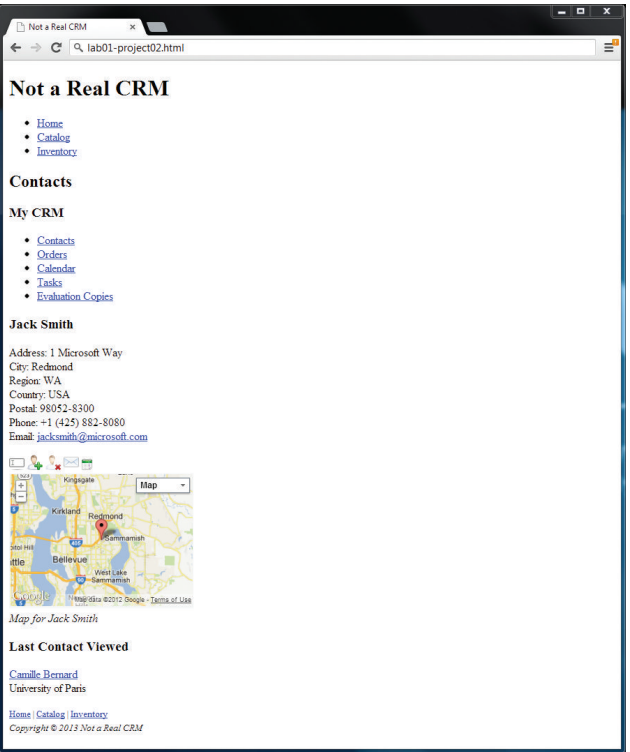 Not a Real CRM
lab01-project02.html
Not a Real CRM
Home
Catalog
Inventory
Contacts
My CRM
Contacts
Orders
Calendar
Tasks
Evaluation Copies
Jack Smith
Address: 1 Microsoft Way
City: Redmond
Region: WA
Country: USA
Postal: 98052-8300
Phone: +1 (425) 882-8080
Email: jacksmith@microsoft.com
Kingsgate
Map
Kirkland
Redmond
Sammamish
Bellevue
West Lake
Sammamish
Google
Map data ©2012 Google - Terms of Use
Map for Jack Smith
Last Contact Viewed
Camille Bernard
University of Paris
Home | Catalog | Inventory
Copyright © 2013 Not a Real CRM